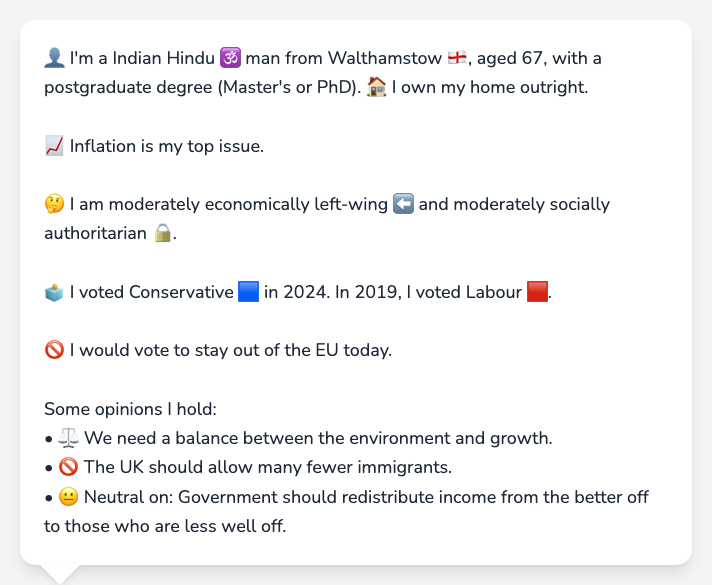 👤 I'm a Indian Hindu 🕉️ man from Walthamstow 🏴󠁧󠁢󠁥󠁮󠁧󠁿, aged 67, with a
postgraduate degree (Master's or PhD). 🏠 I own my home outright.
📈 Inflation is my top issue.
🤔 I am moderately economically left-wing ⬅️ and moderately socially
authoritarian 🔒.
🗳️ I voted Conservative 🟦 in 2024. In 2019, I voted Labour 🟥.
🚫 I would vote to stay out of the EU today.
Some opinions I hold:
• ⚖️ We need a balance between the environment and growth.
• 🚫 The UK should allow many fewer immigrants.
• 😐 Neutral on: Government should redistribute income from the better off
to those who are less well off.